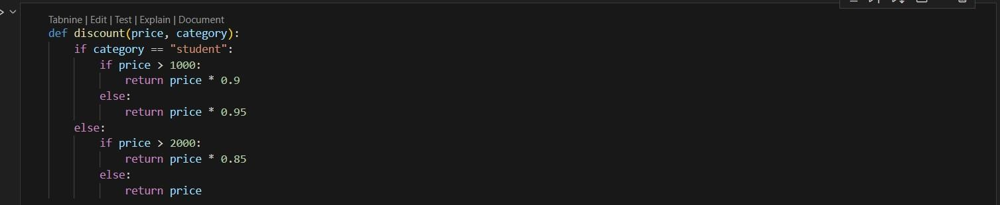 Tabnine | Edit | Test | Explain | Document
def discount(price, category):
    if category == "student":
        if price > 1000:
            return price * 0.9
        else:
            return price * 0.95
    else:
        if price > 2000:
            return price * 0.85
        else:
            return price